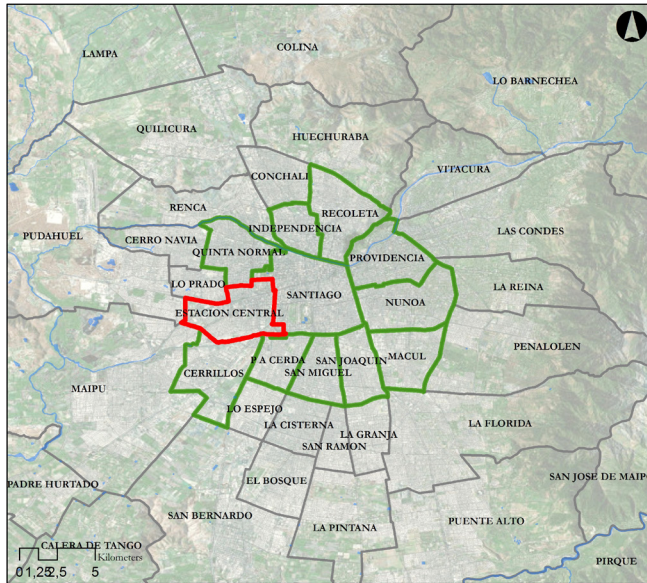 COLINA
LAMPA
LO BARNECHEA
QUILICURA
HUECHURABA
VITACURA
CONCHALI
RENCA
RECOLETA
INDEPENDENCIA
LAS CONDES
PUDAHUEL
CERRO NAVIA
QUINTA NORMAL
PROVIDENCIA
LO PRADO
LA REINA
SANTIAGO
NUNOA
ESTACION CENTRAL
PENALOLEN
P A CERDA
SAN JOAQUIN
MACUL
CERRILLOS
SAN MIGUEL
MAIPU
LO ESPEJO
LA CISTERNA
LA FLORIDA
LA GRANJA
SAN RAMON
SAN JOSE DE MAIPO
PADRE HURTADO
EL BOSQUE
SAN BERNARDO
LA PINTANA
PUENTE ALTO
CALERA DE TANGO
Kilometers
0 1,25 2,5 5
PIRQUE